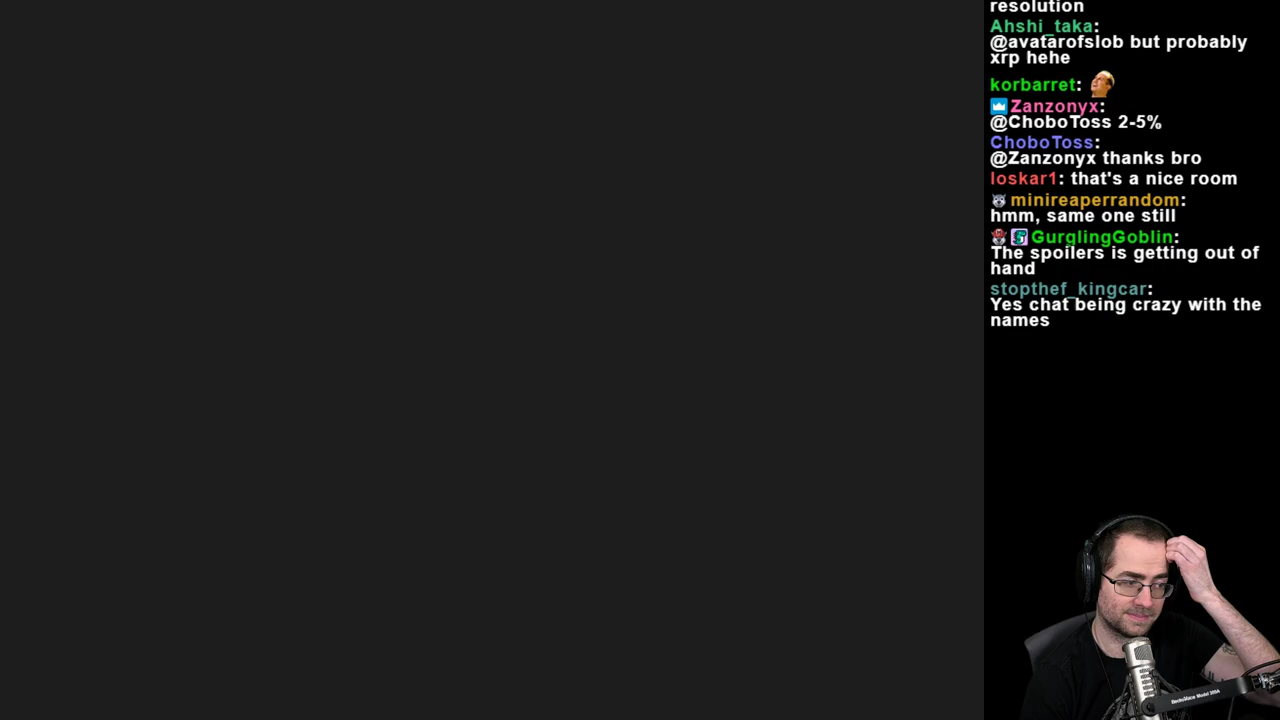 resolution
Ahshi_taka:
@avatarofslob but probably
xrp hehe
korbarret:
Zanzonyx:
@ChoboToss 2-5%
ChoboToss:
@Zanzonyx thanks bro
loskar1: that's a nice room
minireaperrandom:
hmm, same one still
GurglingGoblin:
The spoilers is getting out of
hand
stopthef_kingcar:
Yes chat being crazy with the
names